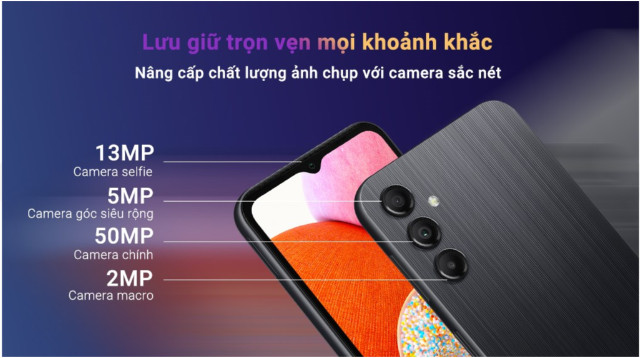 Lưu giữ trọn vẹn mọi khoảnh khắc
Nâng cấp chất lượng ảnh chụp với camera sắc nét
13MP
Camera selfie
5MP
Camera góc siêu rộng
50MP
Camera chính
2MP
Camera macro